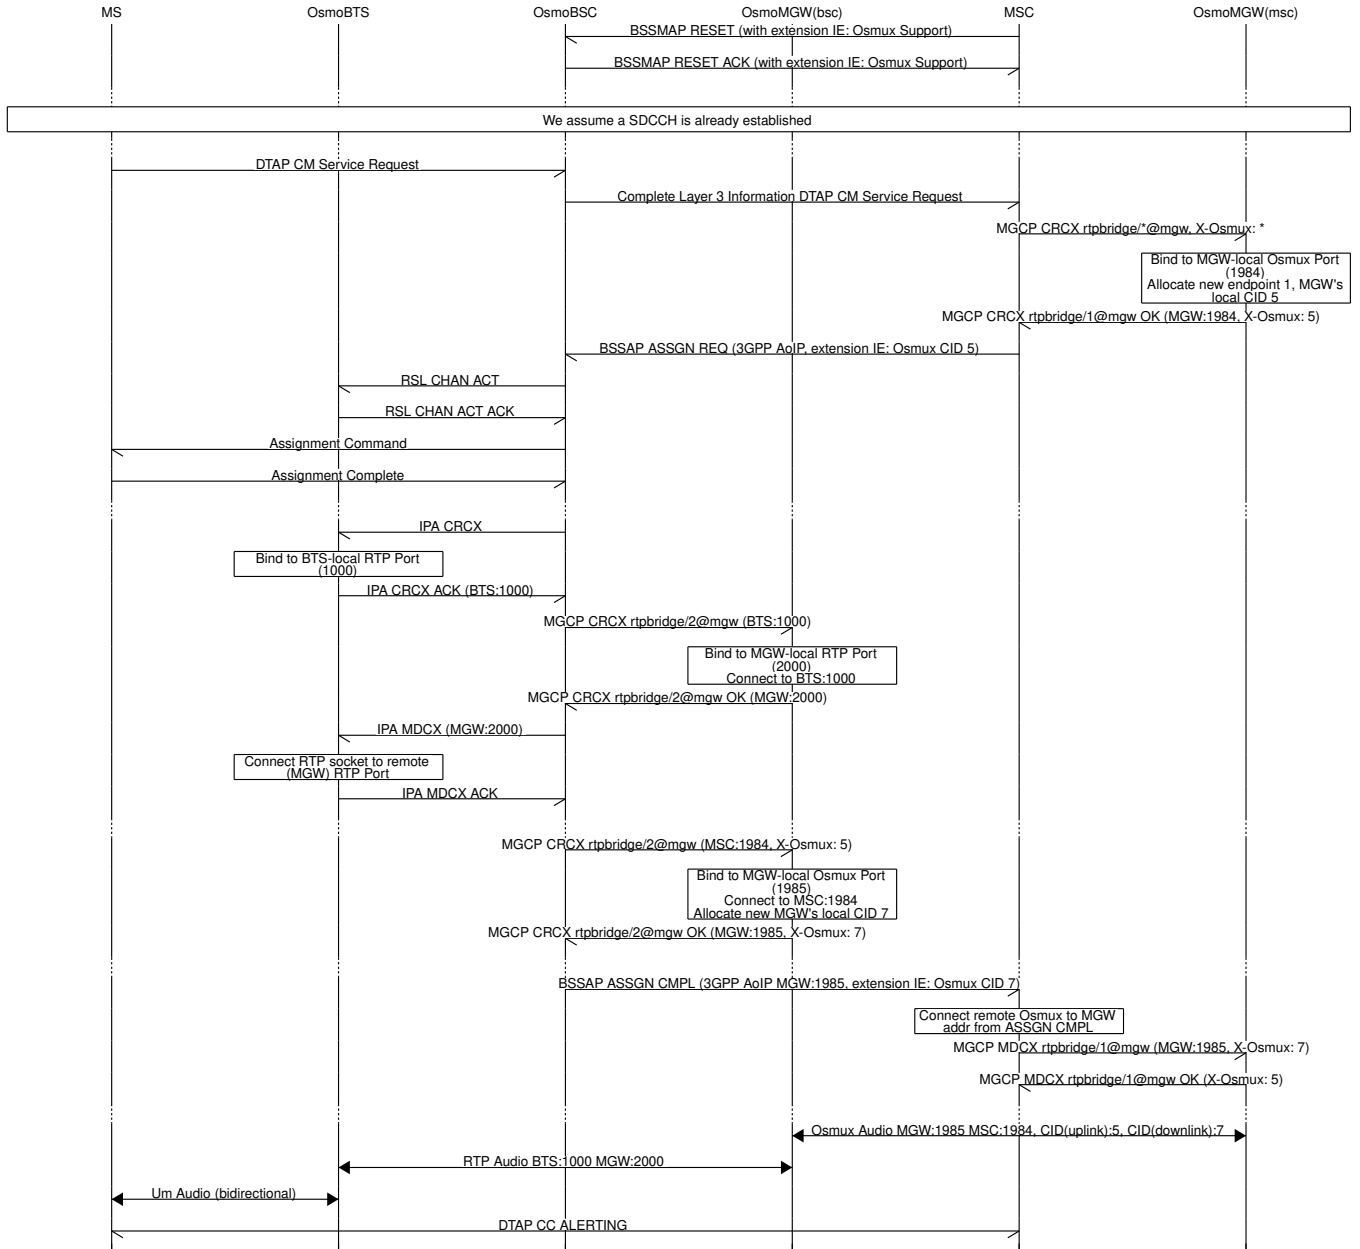 MS OsmoBTS OsmoBSC OsmoMGW(bsc) MSC OsmoMGW(msc)
BSSMAP RESET (with extension IE: Osmux Support)
BSSMAP RESET ACK (with extension IE: Osmux Support)
We assume a SDCCH is already established
DTAP CM Service Request
Complete Layer 3 Information DTAP CM Service Request
MGCP CRCX rtpbridge/*@mgw, X-Osmux: *
Bind to MGW-local Osmux Port
(1984)
Allocate new endpoint 1, MGW's
local CID 5
MGCP CRCX rtpbridge/1@mgw OK (MGW:1984, X-Osmux: 5)
BSSAP ASSGN REQ (3GPP AoIP, extension IE: Osmux CID 5)
RSL CHAN ACT
RSL CHAN ACT ACK
Assignment Command
Assignment Complete
IPA CRCX
Bind to BTS-local RTP Port
(1000)
IPA CRCX ACK (BTS:1000)
MGCP CRCX rtpbridge/2@mgw (BTS:1000)
Bind to MGW-local RTP Port
(2000)
Connect to BTS:1000
MGCP CRCX rtpbridge/2@mgw OK (MGW:2000)
IPA MDCX (MGW:2000)
Connect RTP socket to remote
(MGW) RTP Port
IPA MDCX ACK
MGCP CRCX rtpbridge/2@mgw (MSC:1984, X-Osmux: 5)
Bind to MGW-local Osmux Port
(1985)
Connect to MSC:1984
Allocate new MGW's local CID 7
MGCP CRCX rtpbridge/2@mgw OK (MGW:1985, X-Osmux: 7)
BSSAP ASSGN CMPL (3GPP AoIP MGW:1985, extension IE: Osmux CID 7)
Connect remote Osmux to MGW
addr from ASSGN CMPL
MGCP MDCX rtpbridge/1@mgw (MGW:1985, X-Osmux: 7)
MGCP MDCX rtpbridge/1@mgw OK (X-Osmux: 5)
Osmux Audio MGW:1985 MSC:1984, CID(uplink):5, CID(downlink):7
RTP Audio BTS:1000 MGW:2000
Um Audio (bidirectional)
DTAP CC ALERTING